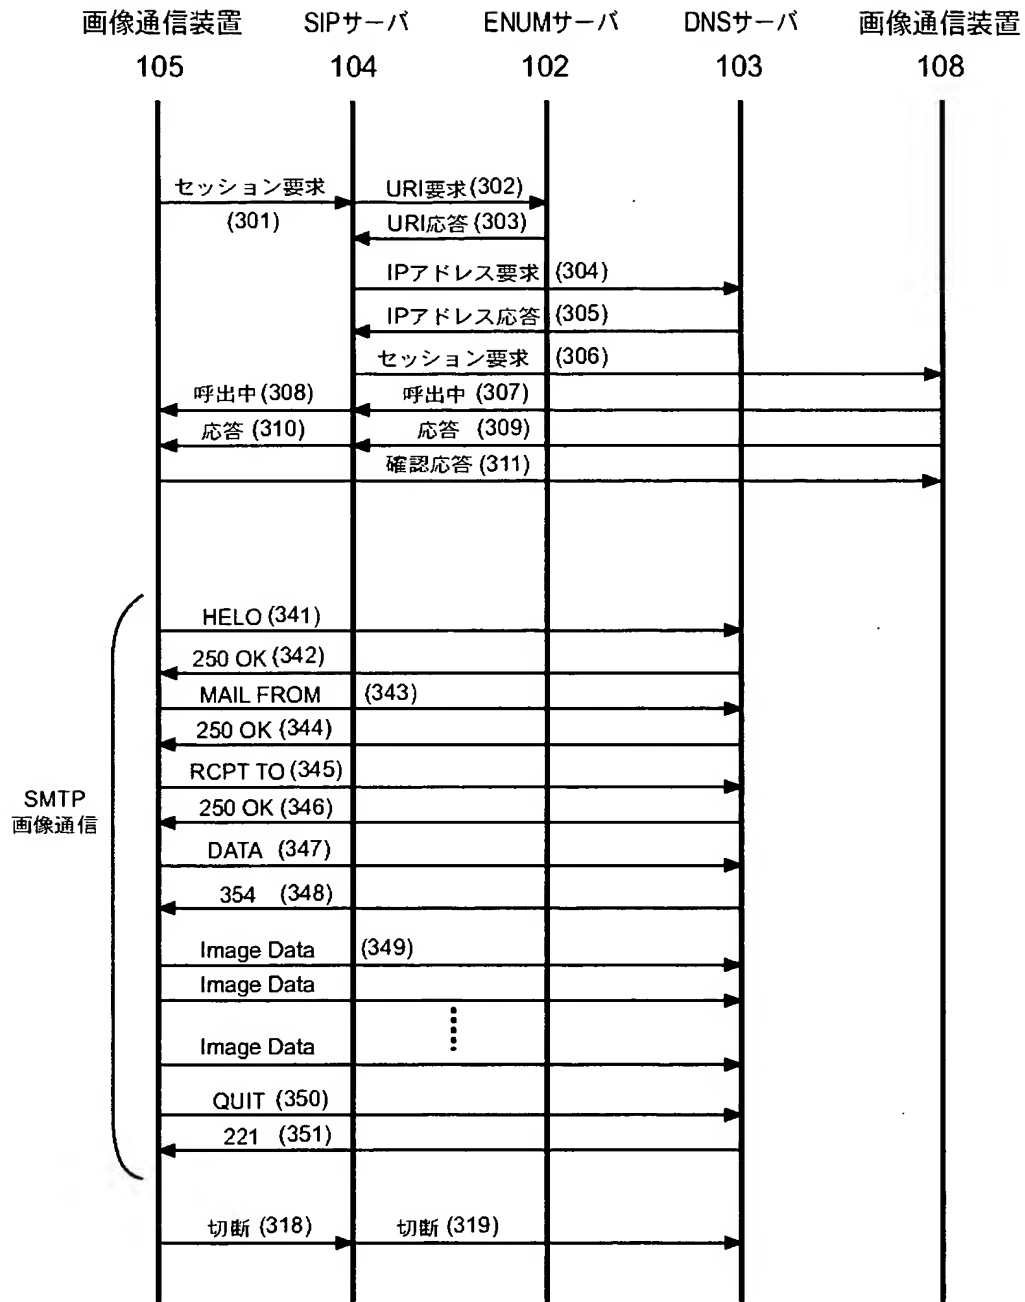 画像通信装置 SIPサーバ ENUMサーバ DNSサーバ 画像通信装置
105 104 102 103 108
セッション要求 URI要求(302)
(301) URI応答(303)
IPアドレス要求 (304)
IPアドレス応答 (305)
セッション要求 (306)
呼出中(308) 呼出中(307)
応答(310) 応答 (309)
確認応答(311)
HELO(341)
250 OK(342)
MAIL FROM (343)
250 OK(344)
RCPT TO(345)
250 OK(346)
SMTP
画像通信
DATA (347)
354 (348)
Image Data (349)
Image Data
Image Data
QUIT(350)
221 (351)
切断(318) 切断(319)